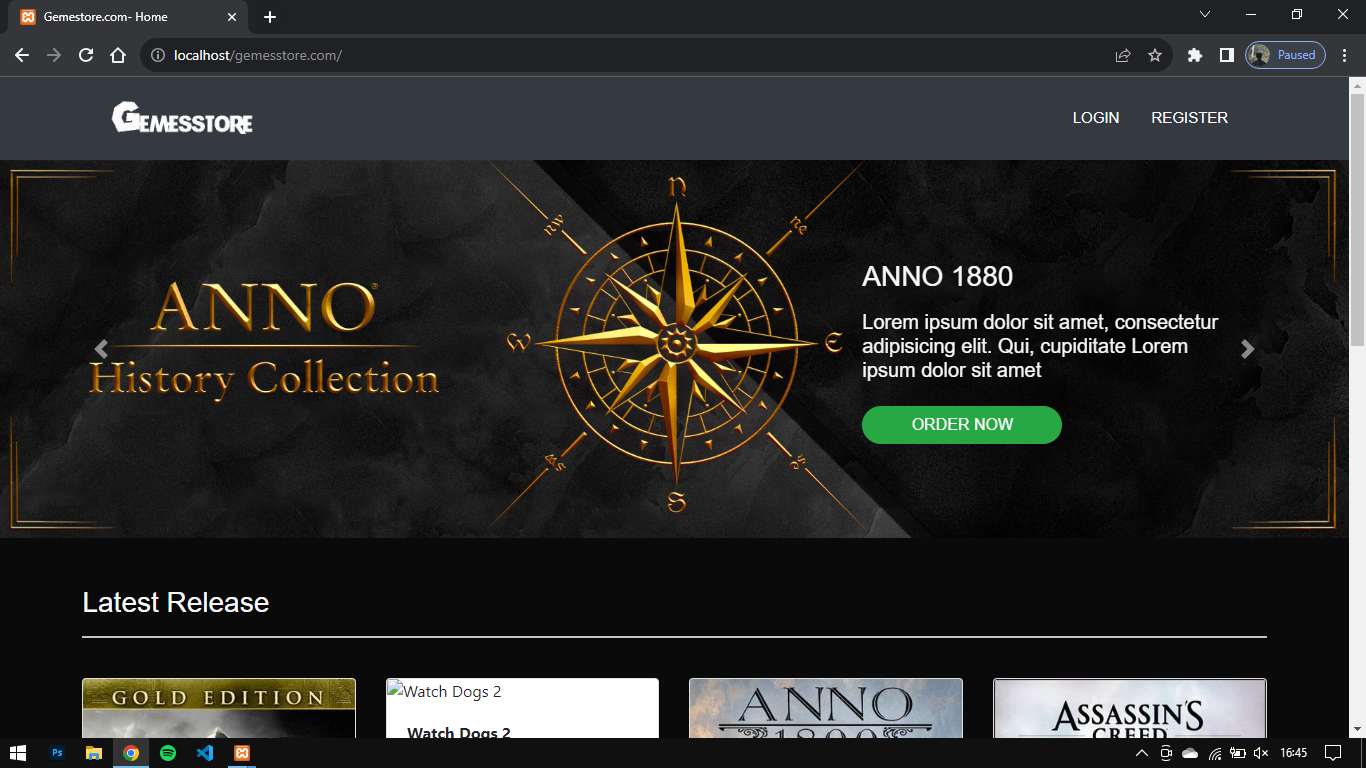 Gemestore.com- Home
localhost/gemesstore.com/
Paused
GEMESSTORE
LOGIN
REGISTER
n
nw
ne
ANNO®
History Collection
W
E
ANNO 1880
Lorem ipsum dolor sit amet, consectetur
adipisicing elit. Qui, cupiditate Lorem
ipsum dolor sit amet
ORDER NOW
sw
se
S
Latest Release
GOLD EDITION
Watch Dogs 2
Watch Dogs 2
ANNO
1800
ASSASSIN'S
CREED
Ps
16:45